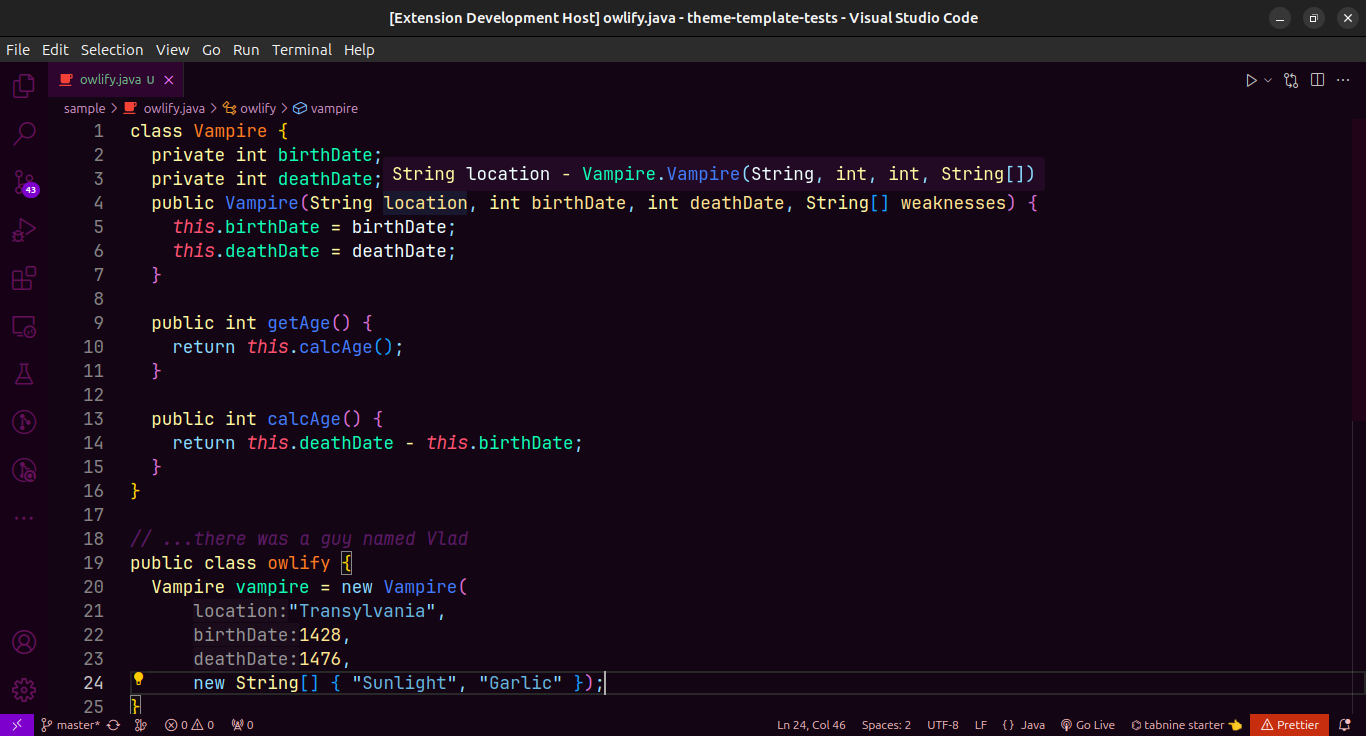 [Extension Development Host] owlify.java - theme-template-tests - Visual Studio Code
File Edit Selection View Go Run Terminal Help
owlify.java U
sample > owlify.java > owlify > vampire
43
1 class Vampire {
2 private int birthDate;
3 private int deathDate;
String location - Vampire.Vampire(String, int, int, String[])
4 public Vampire(String location, int birthDate, int deathDate, String[] weaknesses) {
5 this.birthDate = birthDate;
6 this.deathDate = deathDate;
7 }
8
9 public int getAge() {
10 return this.calcAge();
11 }
12
13 public int calcAge() {
14 return this.deathDate - this.birthDate;
15 }
16 }
17
18 // ...there was a guy named Vlad
19 public class owlify {
20 Vampire vampire = new Vampire(
21 location:"Transylvania",
22 birthDate:1428,
23 deathDate:1476,
24 new String[] { "Sunlight", "Garlic" });
25 }
master* 0 0 0 Ln 24, Col 46 Spaces: 2 UTF-8 LF {} Java Go Live tabnine starter 👈 Prettier